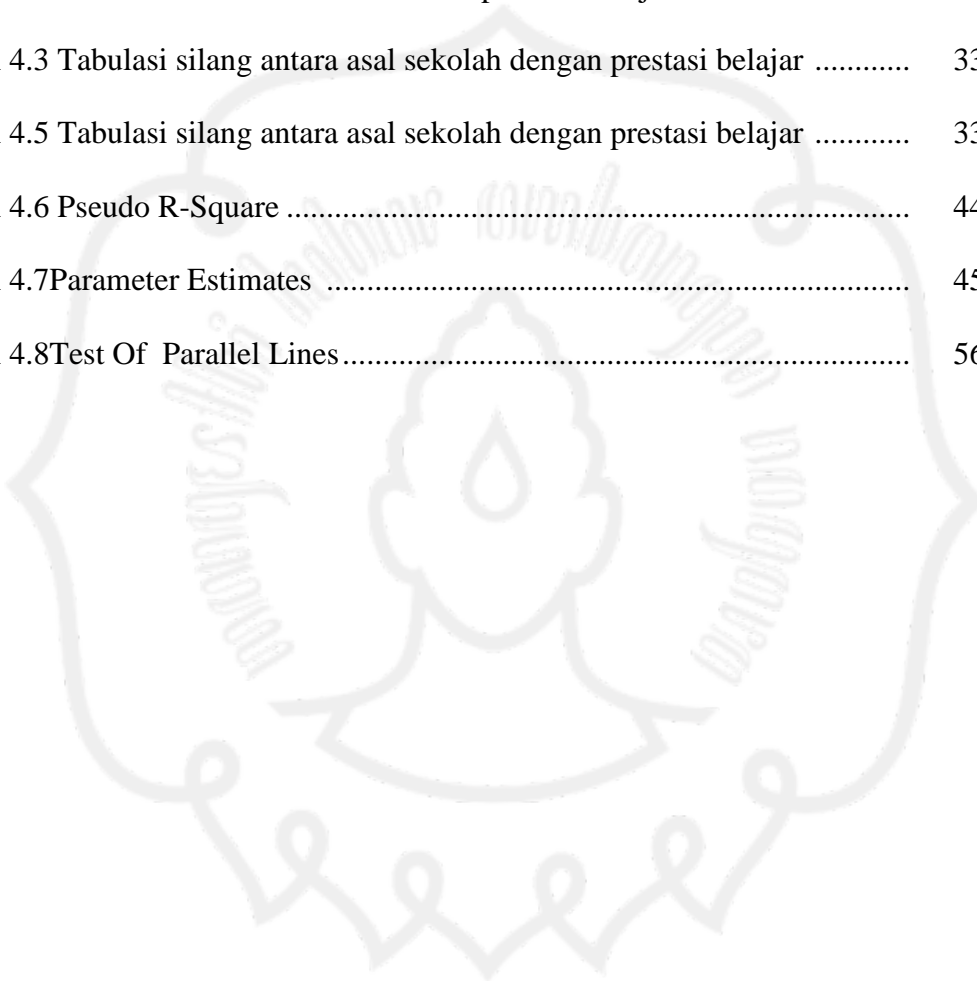 4.3 Tabulasi silang antara asal sekolah dengan prestasi belajar ............ 33
4.5 Tabulasi silang antara asal sekolah dengan prestasi belajar ............ 33
4.6 Pseudo R-Square .............................................................................. 44
4.7Parameter Estimates ......................................................................... 45
4.8Test Of Parallel Lines....................................................................... 56